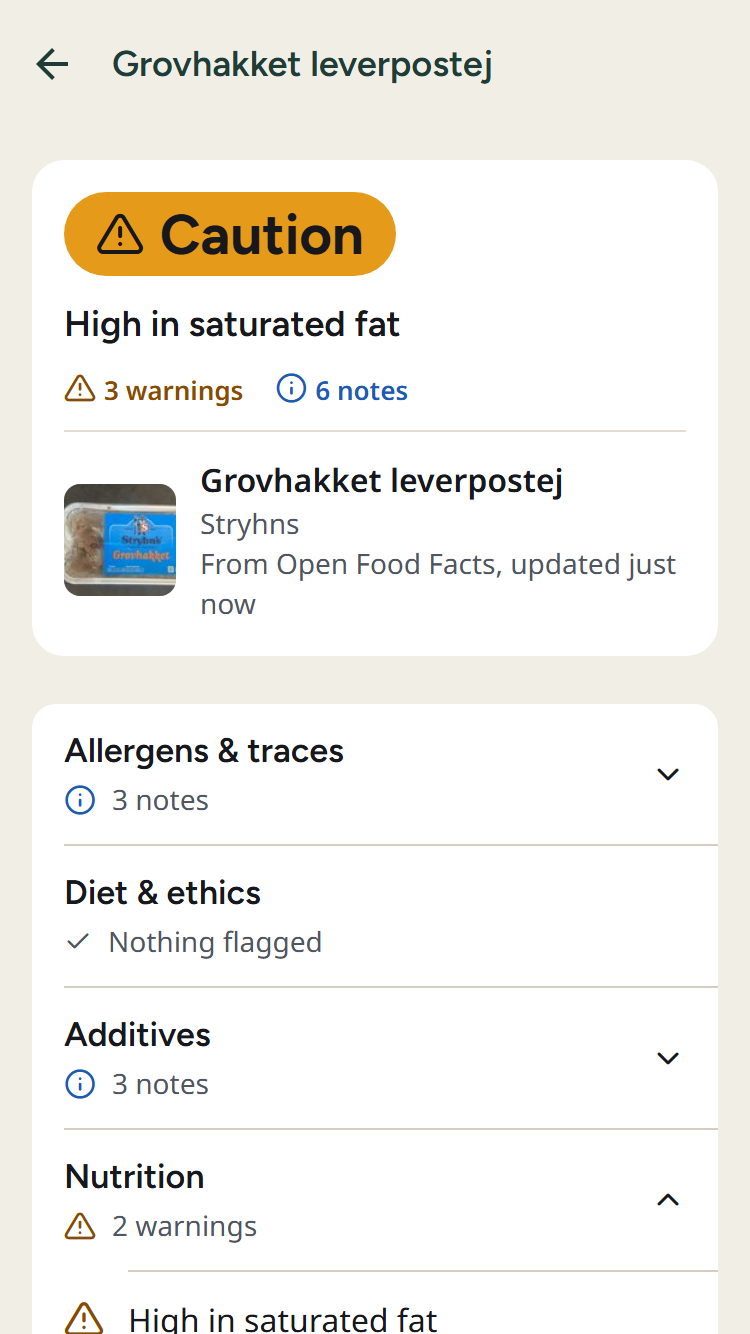 Grovhakket leverpostej
Caution
High in saturated fat
3 warnings
6 notes
Grovhakket leverpostej
Stryhns
From Open Food Facts, updated just
now
Stryhn's
Grovhakket
Allergens & traces
3 notes
Diet & ethics
Nothing flagged
Additives
3 notes
Nutrition
2 warnings
High in saturated fat